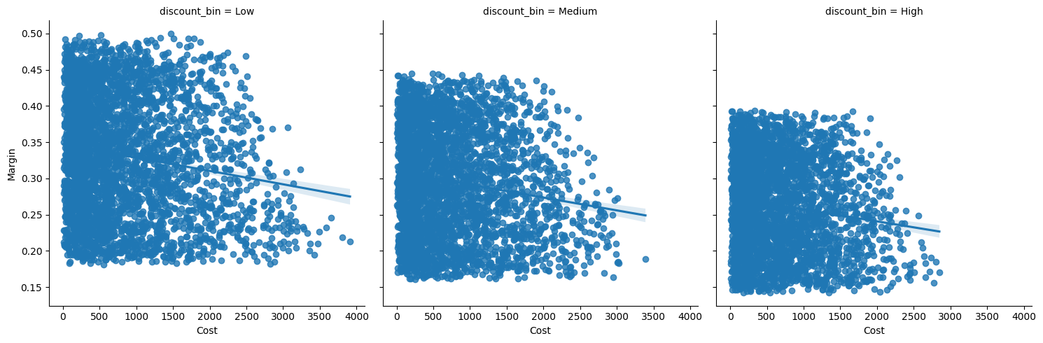 discount_bin = Low
discount_bin = Medium
discount_bin = High
0.50
0.45
0.40
0.35
0.30
0.25
0.20
0.15
Margin
0 500 1000 1500 2000 2500 3000 3500 4000
0 500 1000 1500 2000 2500 3000 3500 4000
0 500 1000 1500 2000 2500 3000 3500 4000
Cost
Cost
Cost